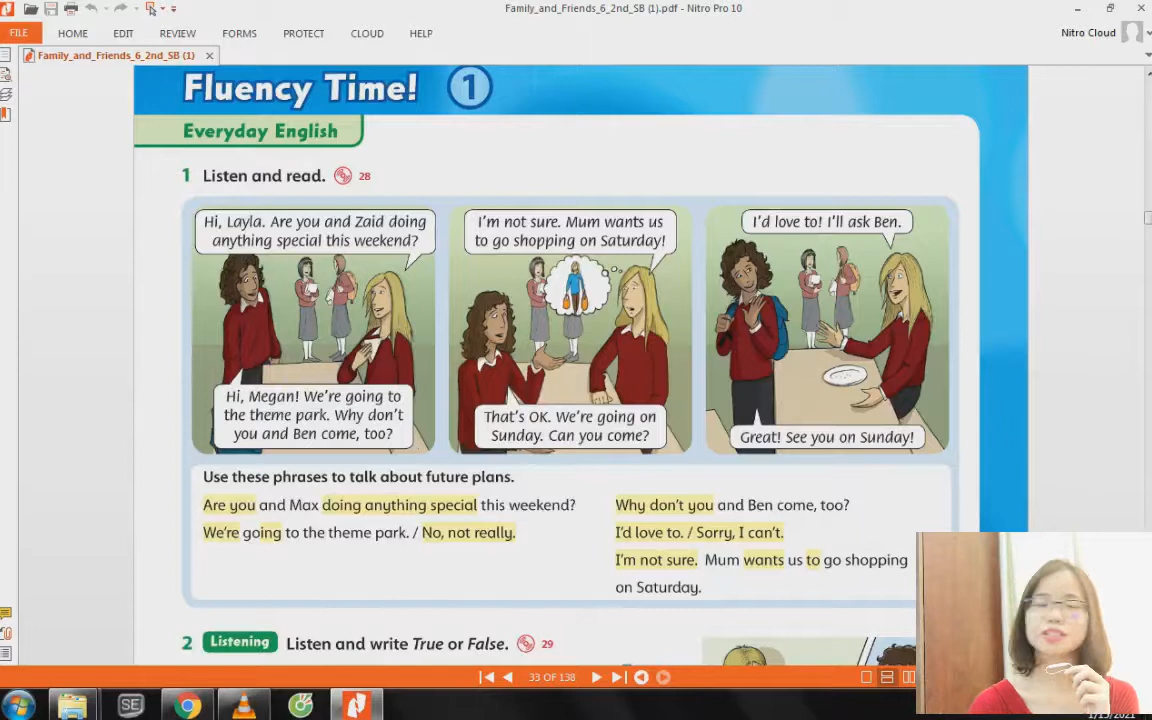 Family_and_Friends_6_2nd_SB (1).pdf - Nitro Pro 10
FILE HOME EDIT REVIEW FORMS PROTECT CLOUD HELP
Nitro Cloud
Family_and_Friends_6_2nd_SB (1)
Fluency Time! 1
Everyday English
1 Listen and read. 28
Hi, Layla. Are you and Zaid doing
anything special this weekend?
Hi, Megan! We're going to
the theme park. Why don't
you and Ben come, too?
I'm not sure. Mum wants us
to go shopping on Saturday!
That's OK. We're going on
Sunday. Can you come?
I'd love to! I'll ask Ben.
Great! See you on Sunday!
Use these phrases to talk about future plans.
Are you and Max doing anything special this weekend?
We're going to the theme park. / No, not really.
Why don't you and Ben come, too?
I'd love to. / Sorry, I can't.
I'm not sure. Mum wants us to go shopping
on Saturday.
2 Listening Listen and write True or False. 29
33 OF 138
SE
1/15/2021